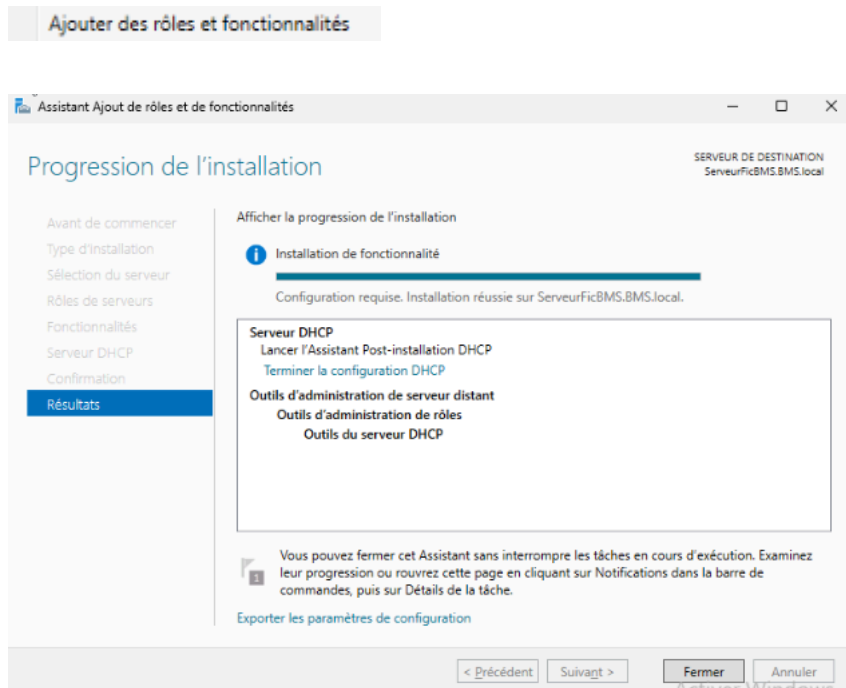 Ajouter des rôles et fonctionnalités
Assistant Ajout de rôles et de fonctionnalités
Progression de l'installation
SERVEUR DE DESTINATION
ServeurFicBMS.BMS.local
Avant de commencer
Type d'installation
Sélection du serveur
Rôles de serveurs
Fonctionnalités
Serveur DHCP
Confirmation
Résultats
Afficher la progression de l'installation
Installation de fonctionnalité
Configuration requise. Installation réussie sur ServeurFicBMS.BMS.local.
Serveur DHCP
Lancer l'Assistant Post-installation DHCP
Terminer la configuration DHCP
Outils d'administration de serveur distant
Outils d'administration de rôles
Outils du serveur DHCP
1
Vous pouvez fermer cet Assistant sans interrompre les tâches en cours d'exécution. Examinez
leur progression ou rouvrez cette page en cliquant sur Notifications dans la barre de
commandes, puis sur Détails de la tâche.
Exporter les paramètres de configuration
< Précédent
Suivant >
Fermer
Annuler